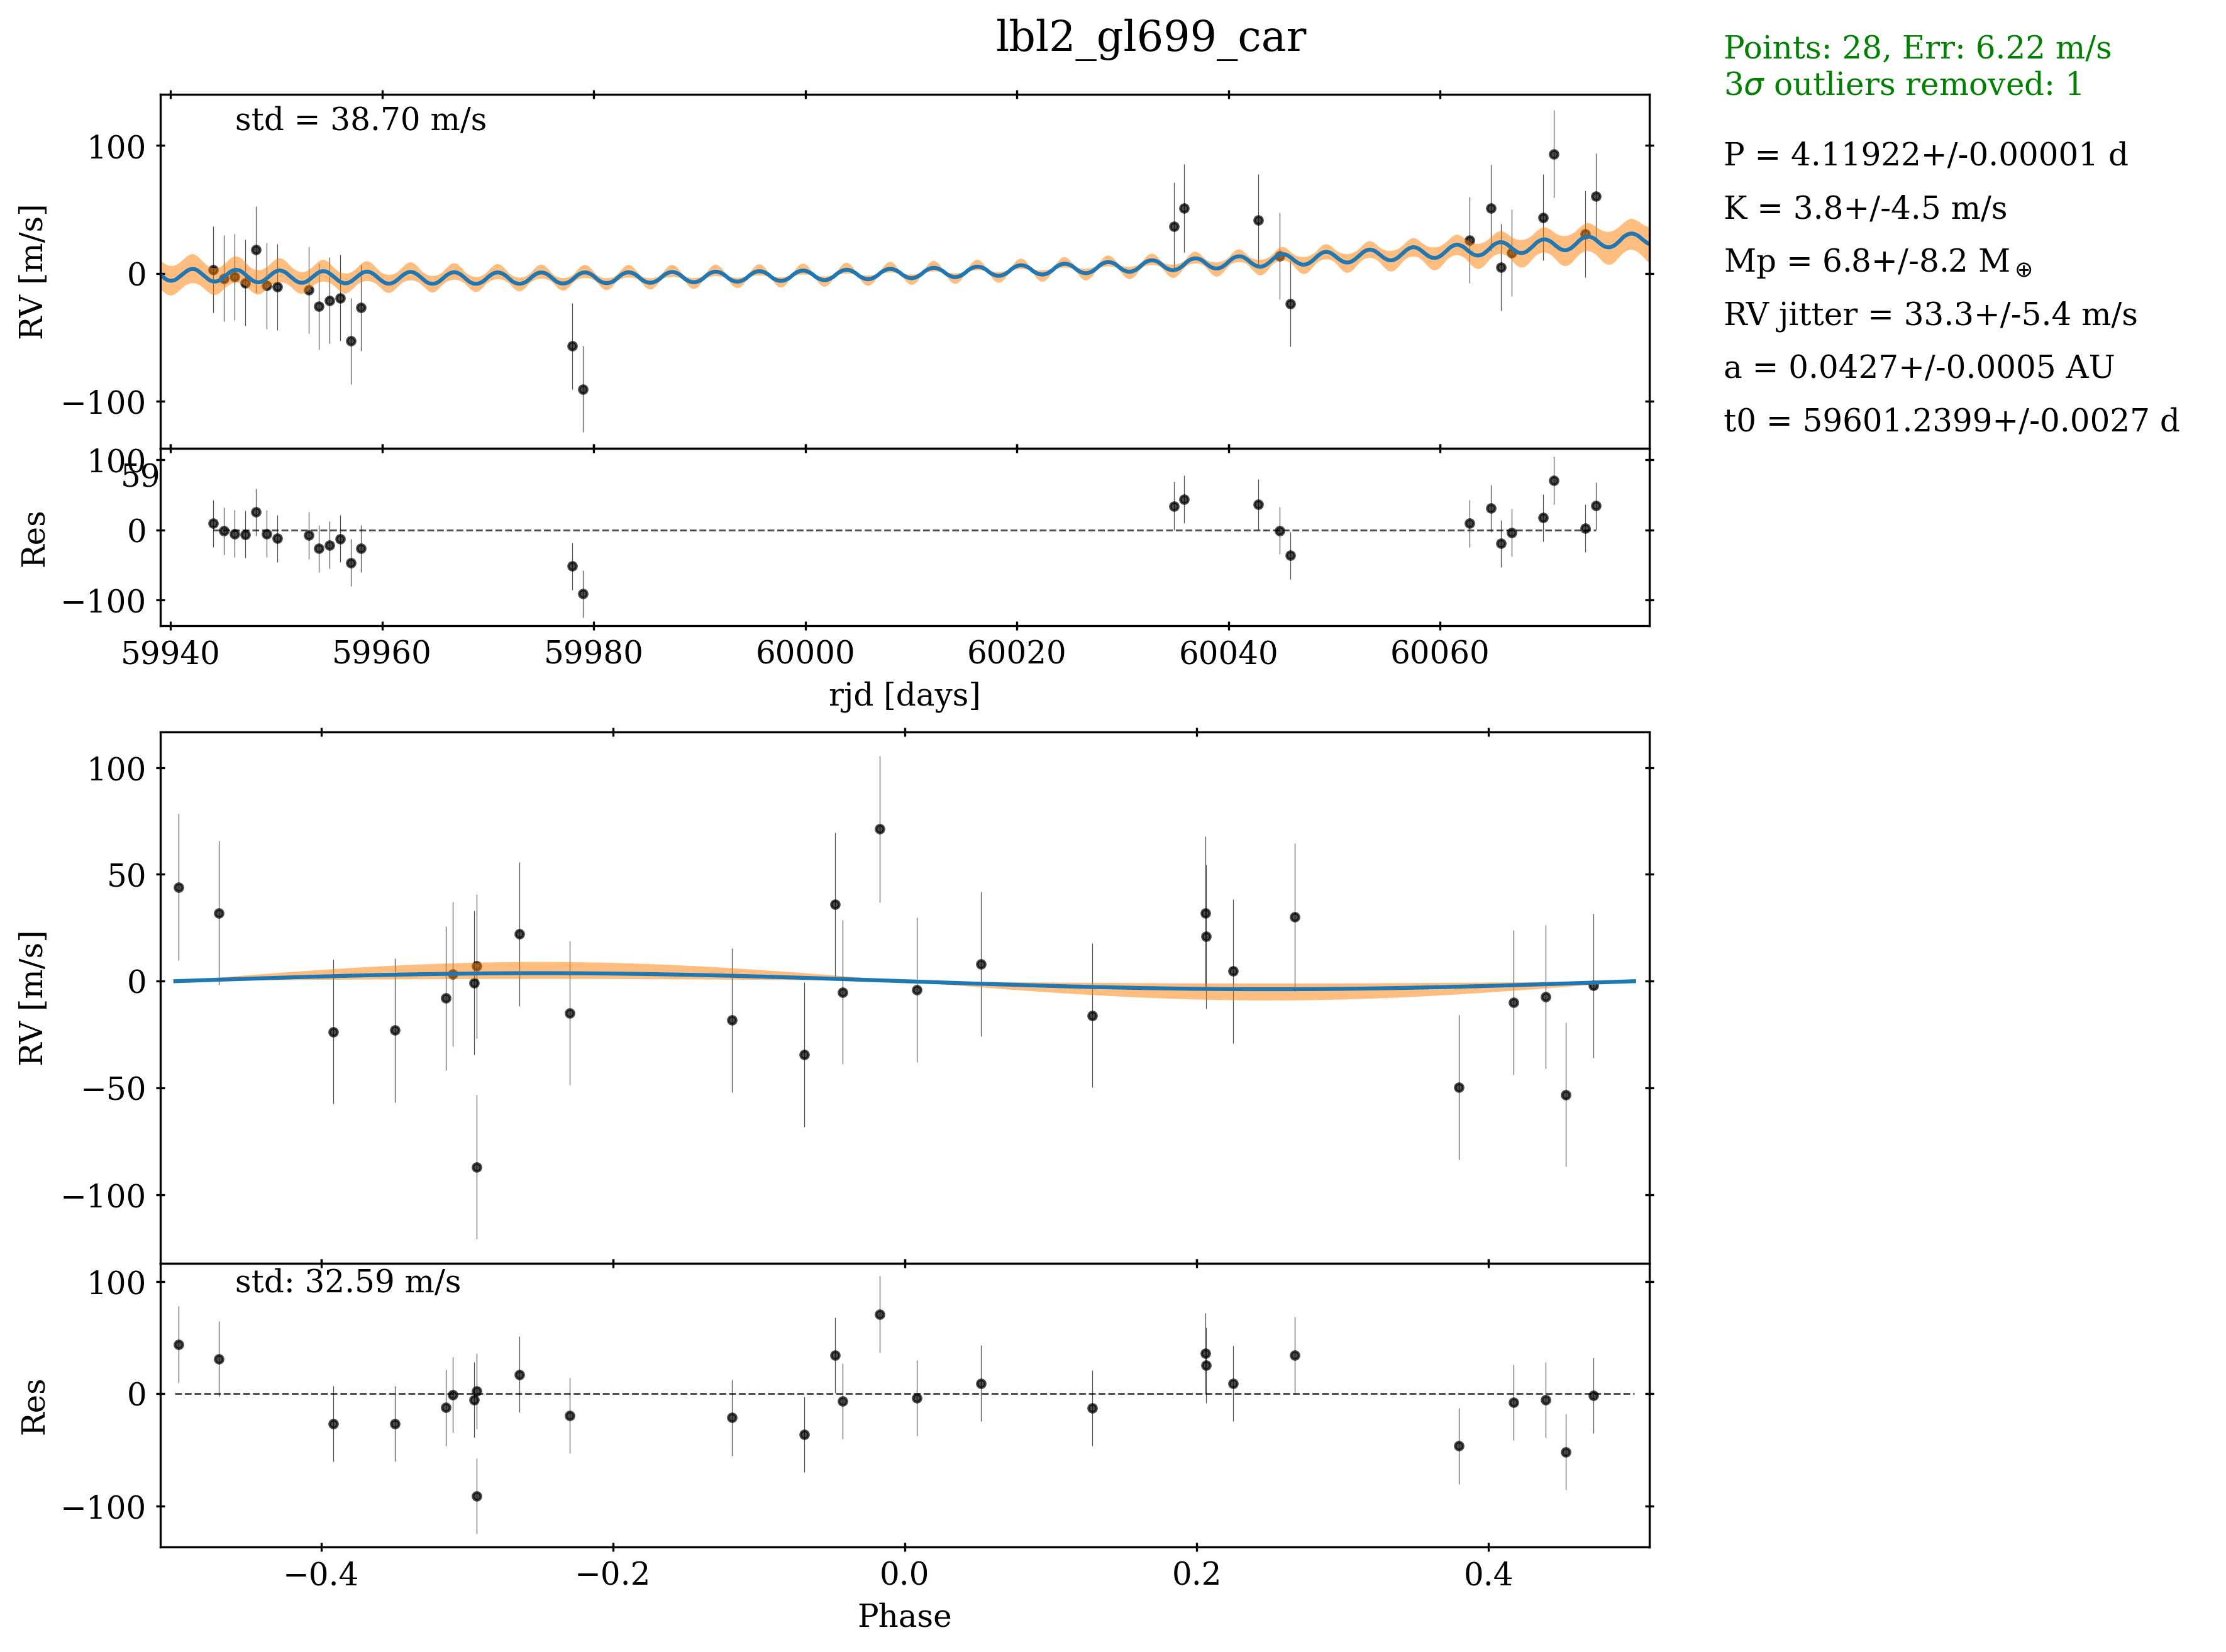 lbl2_gl699_car
Points: 28, Err: 6.22 m/s
3σ outliers removed: 1
P = 4.11922+/-0.00001 d
K = 3.8+/-4.5 m/s
Mp = 6.8+/-8.2 M⊕
RV jitter = 33.3+/-5.4 m/s
a = 0.0427+/-0.0005 AU
t0 = 59601.2399+/-0.0027 d
std = 38.70 m/s
RV [m/s]
100
0
−100
59
Res
100
0
−100
59940 59960 59980 60000 60020 60040 60060
rjd [days]
RV [m/s]
100
50
0
−50
−100
std: 32.59 m/s
Res
100
0
−100
−0.4 −0.2 0.0 0.2 0.4
Phase